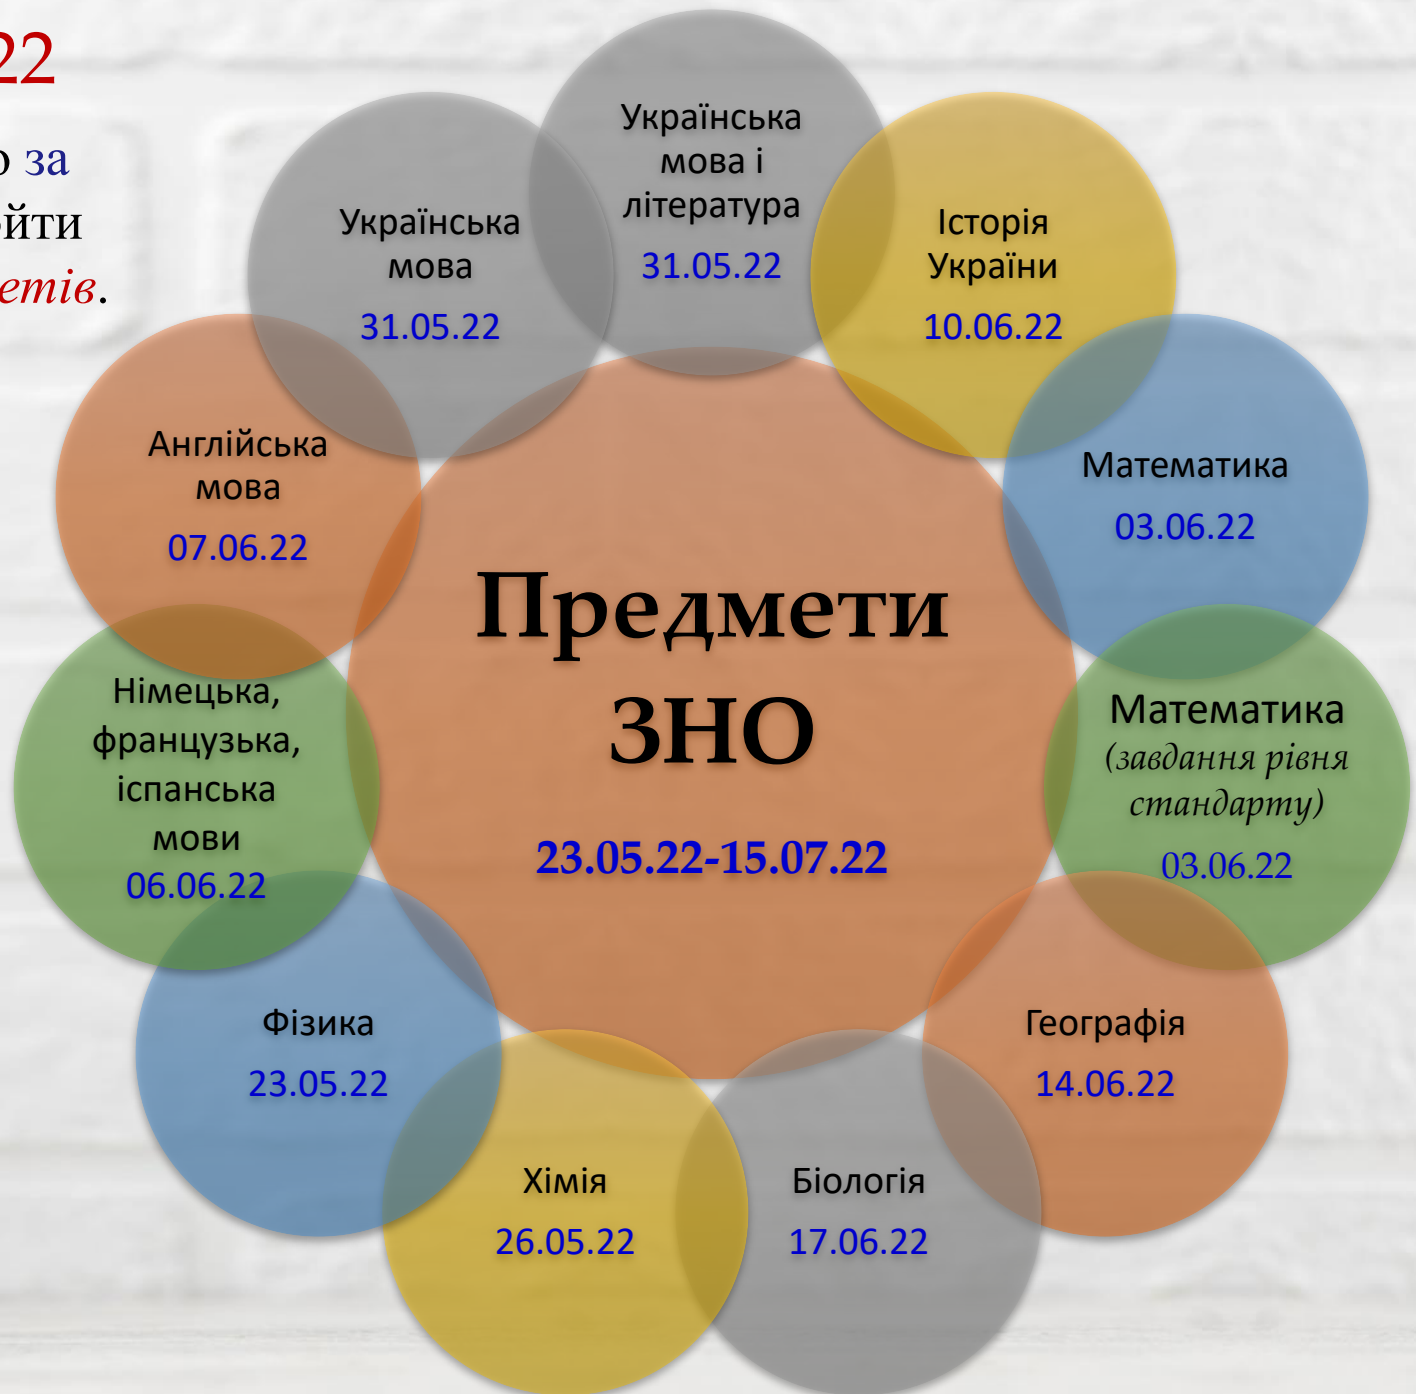 22
за
йти
етів.
Українська
мова і
література
31.05.22
Історія
України
10.06.22
Математика
03.06.22
Математика
(завдання рівня
стандарту)
03.06.22
Географія
14.06.22
Біологія
17.06.22
Хімія
26.05.22
Фізика
23.05.22
Німецька,
французька,
іспанська
мови
06.06.22
Англійська
мова
07.06.22
Українська
мова
31.05.22
Предмети
ЗНО
23.05.22-15.07.22